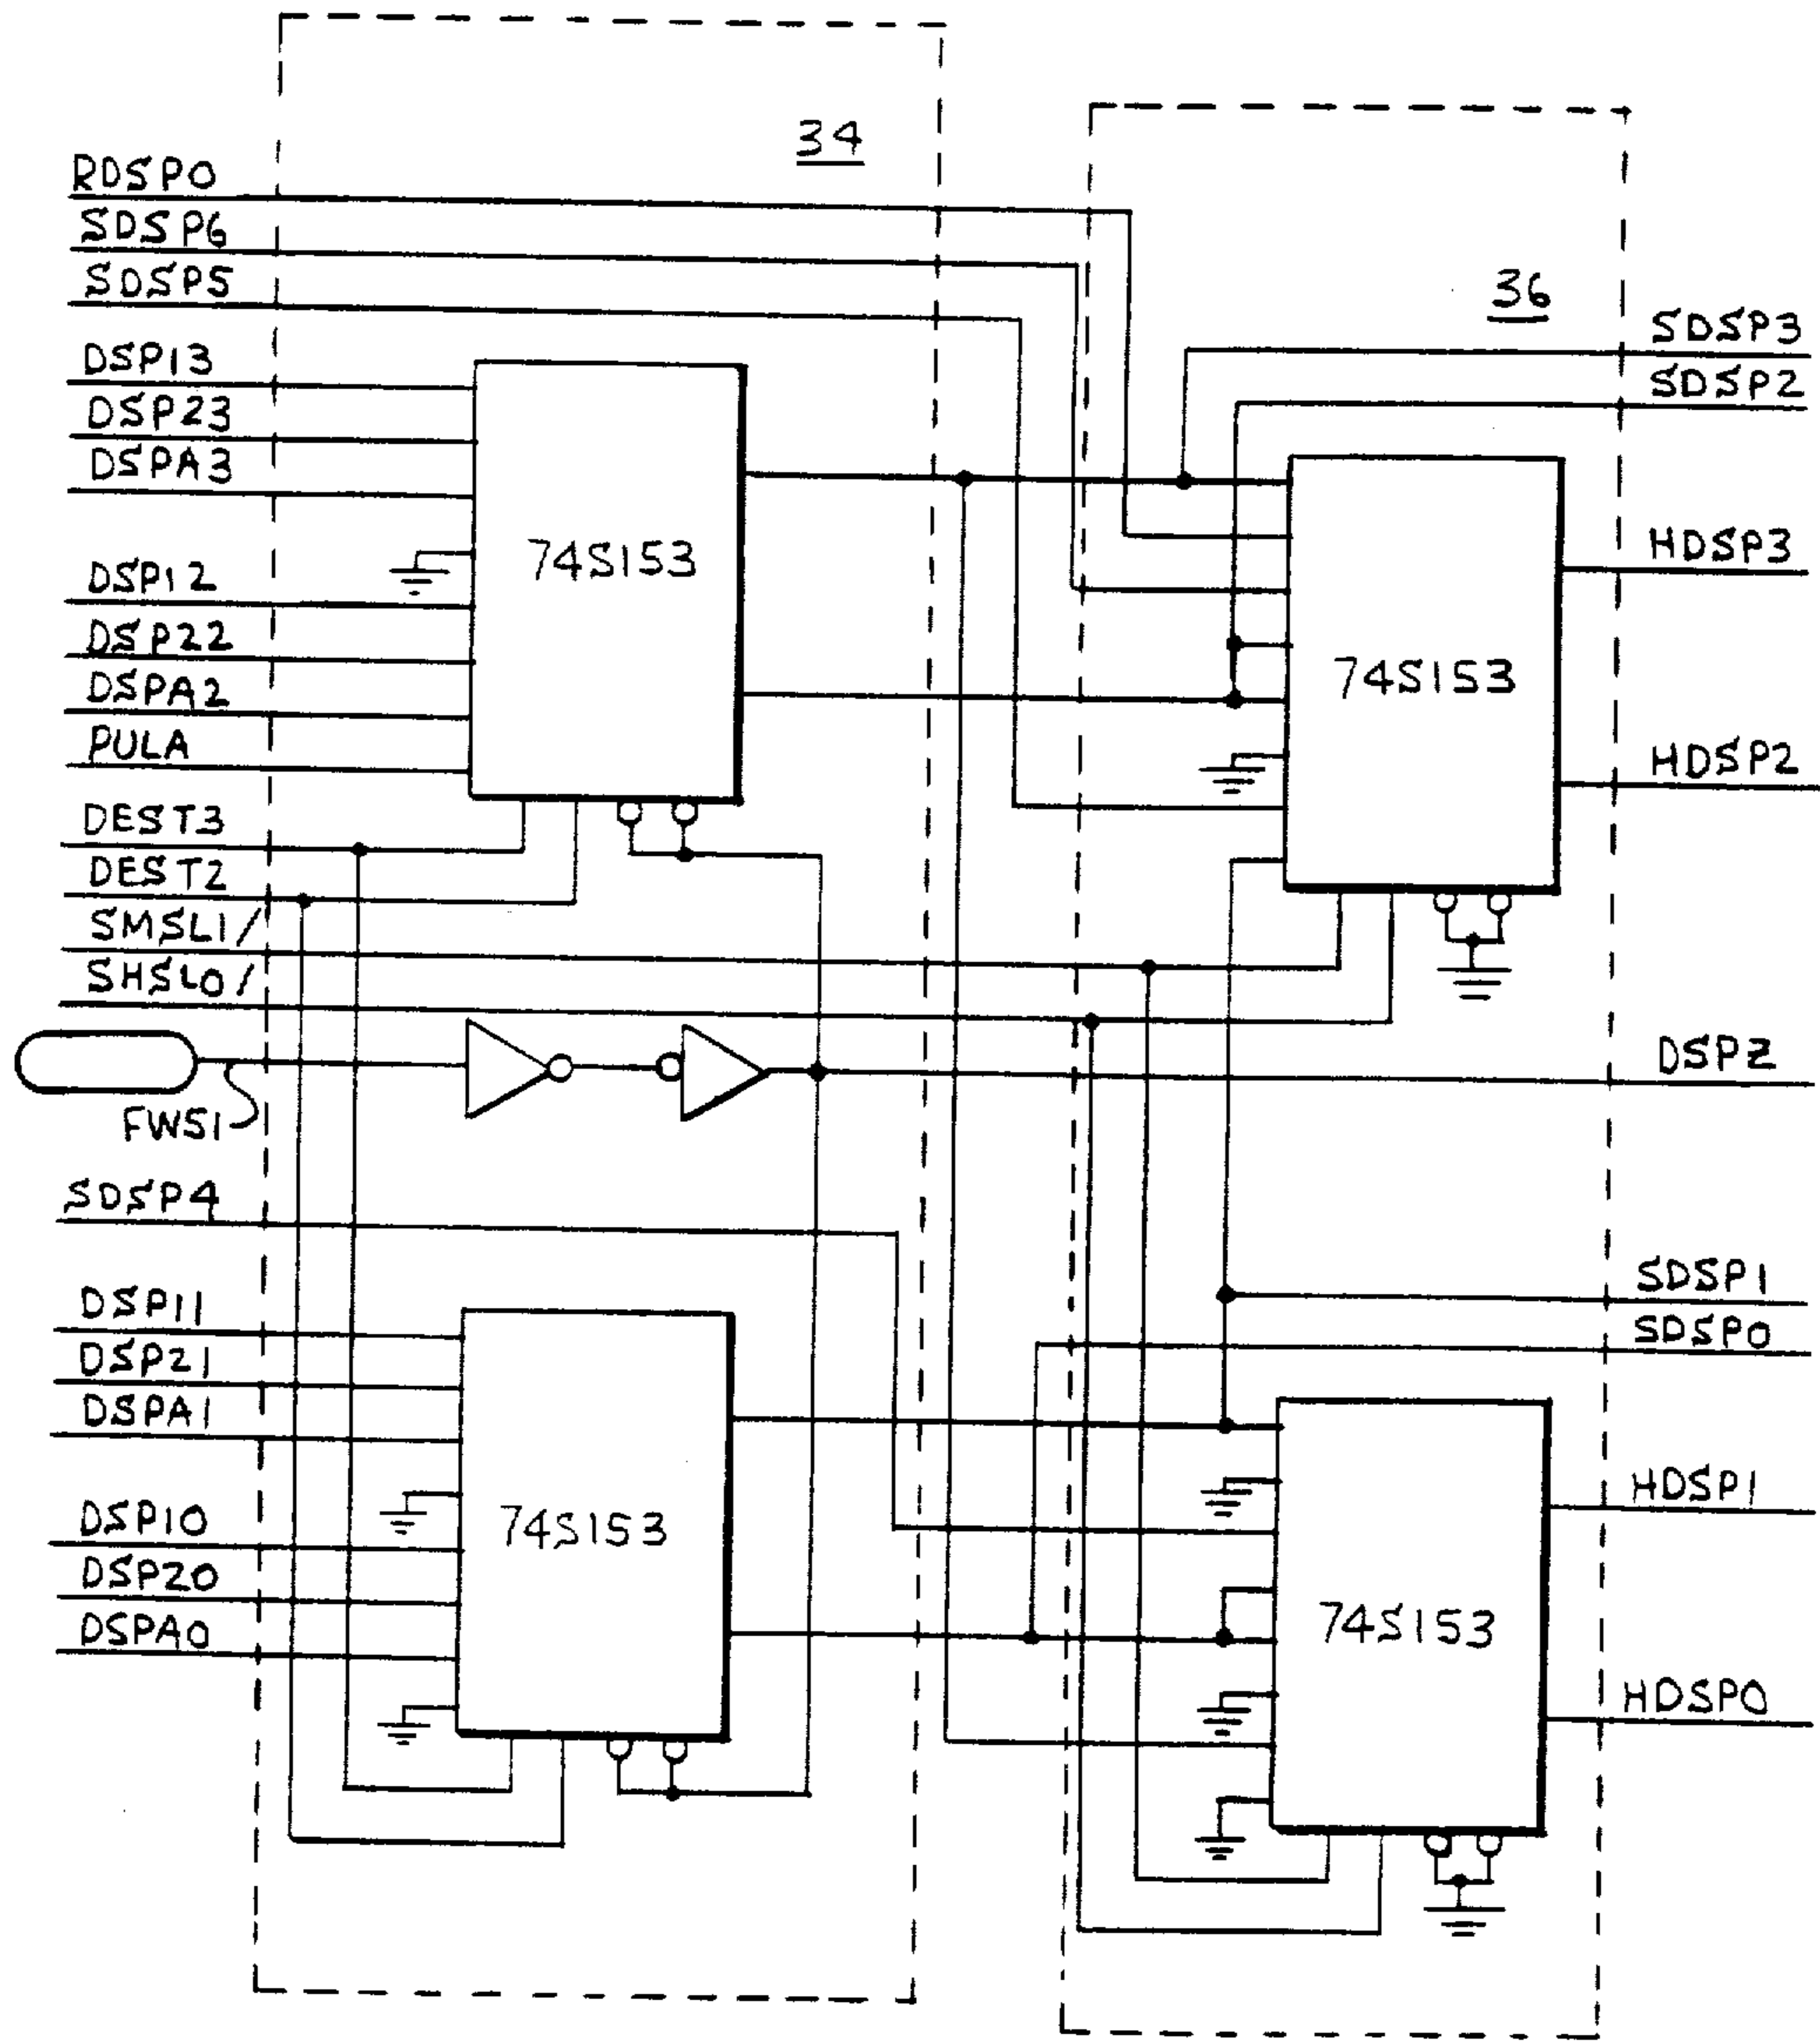 34
RDSP0
SDSP6
SDSP5
36
SDSP3
SDSP2
DSP13
DSP23
DSPA3
74S153
HDSP3
DSP12
DSP22
DSPA2
PULA
74S153
HDSP2
DEST3
DEST2
SMSL1/
SHSL0/
DSPZ
FWS1
SDSP4
SDSP1
SDSP0
DSP11
DSP21
DSPA1
HDSP1
DSP10
DSP20
DSPA0
74S153
74S153
HDSP0